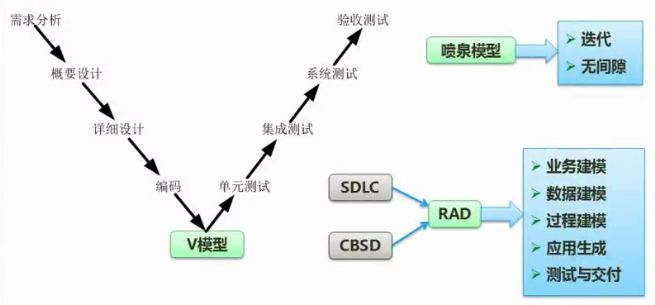 需求分析
概要设计
详细设计
编码
V模型
单元测试
集成测试
系统测试
验收测试
喷泉模型
迭代
无间隙
SDLC
CBSD
RAD
业务建模
数据建模
过程建模
应用生成
测试与交付